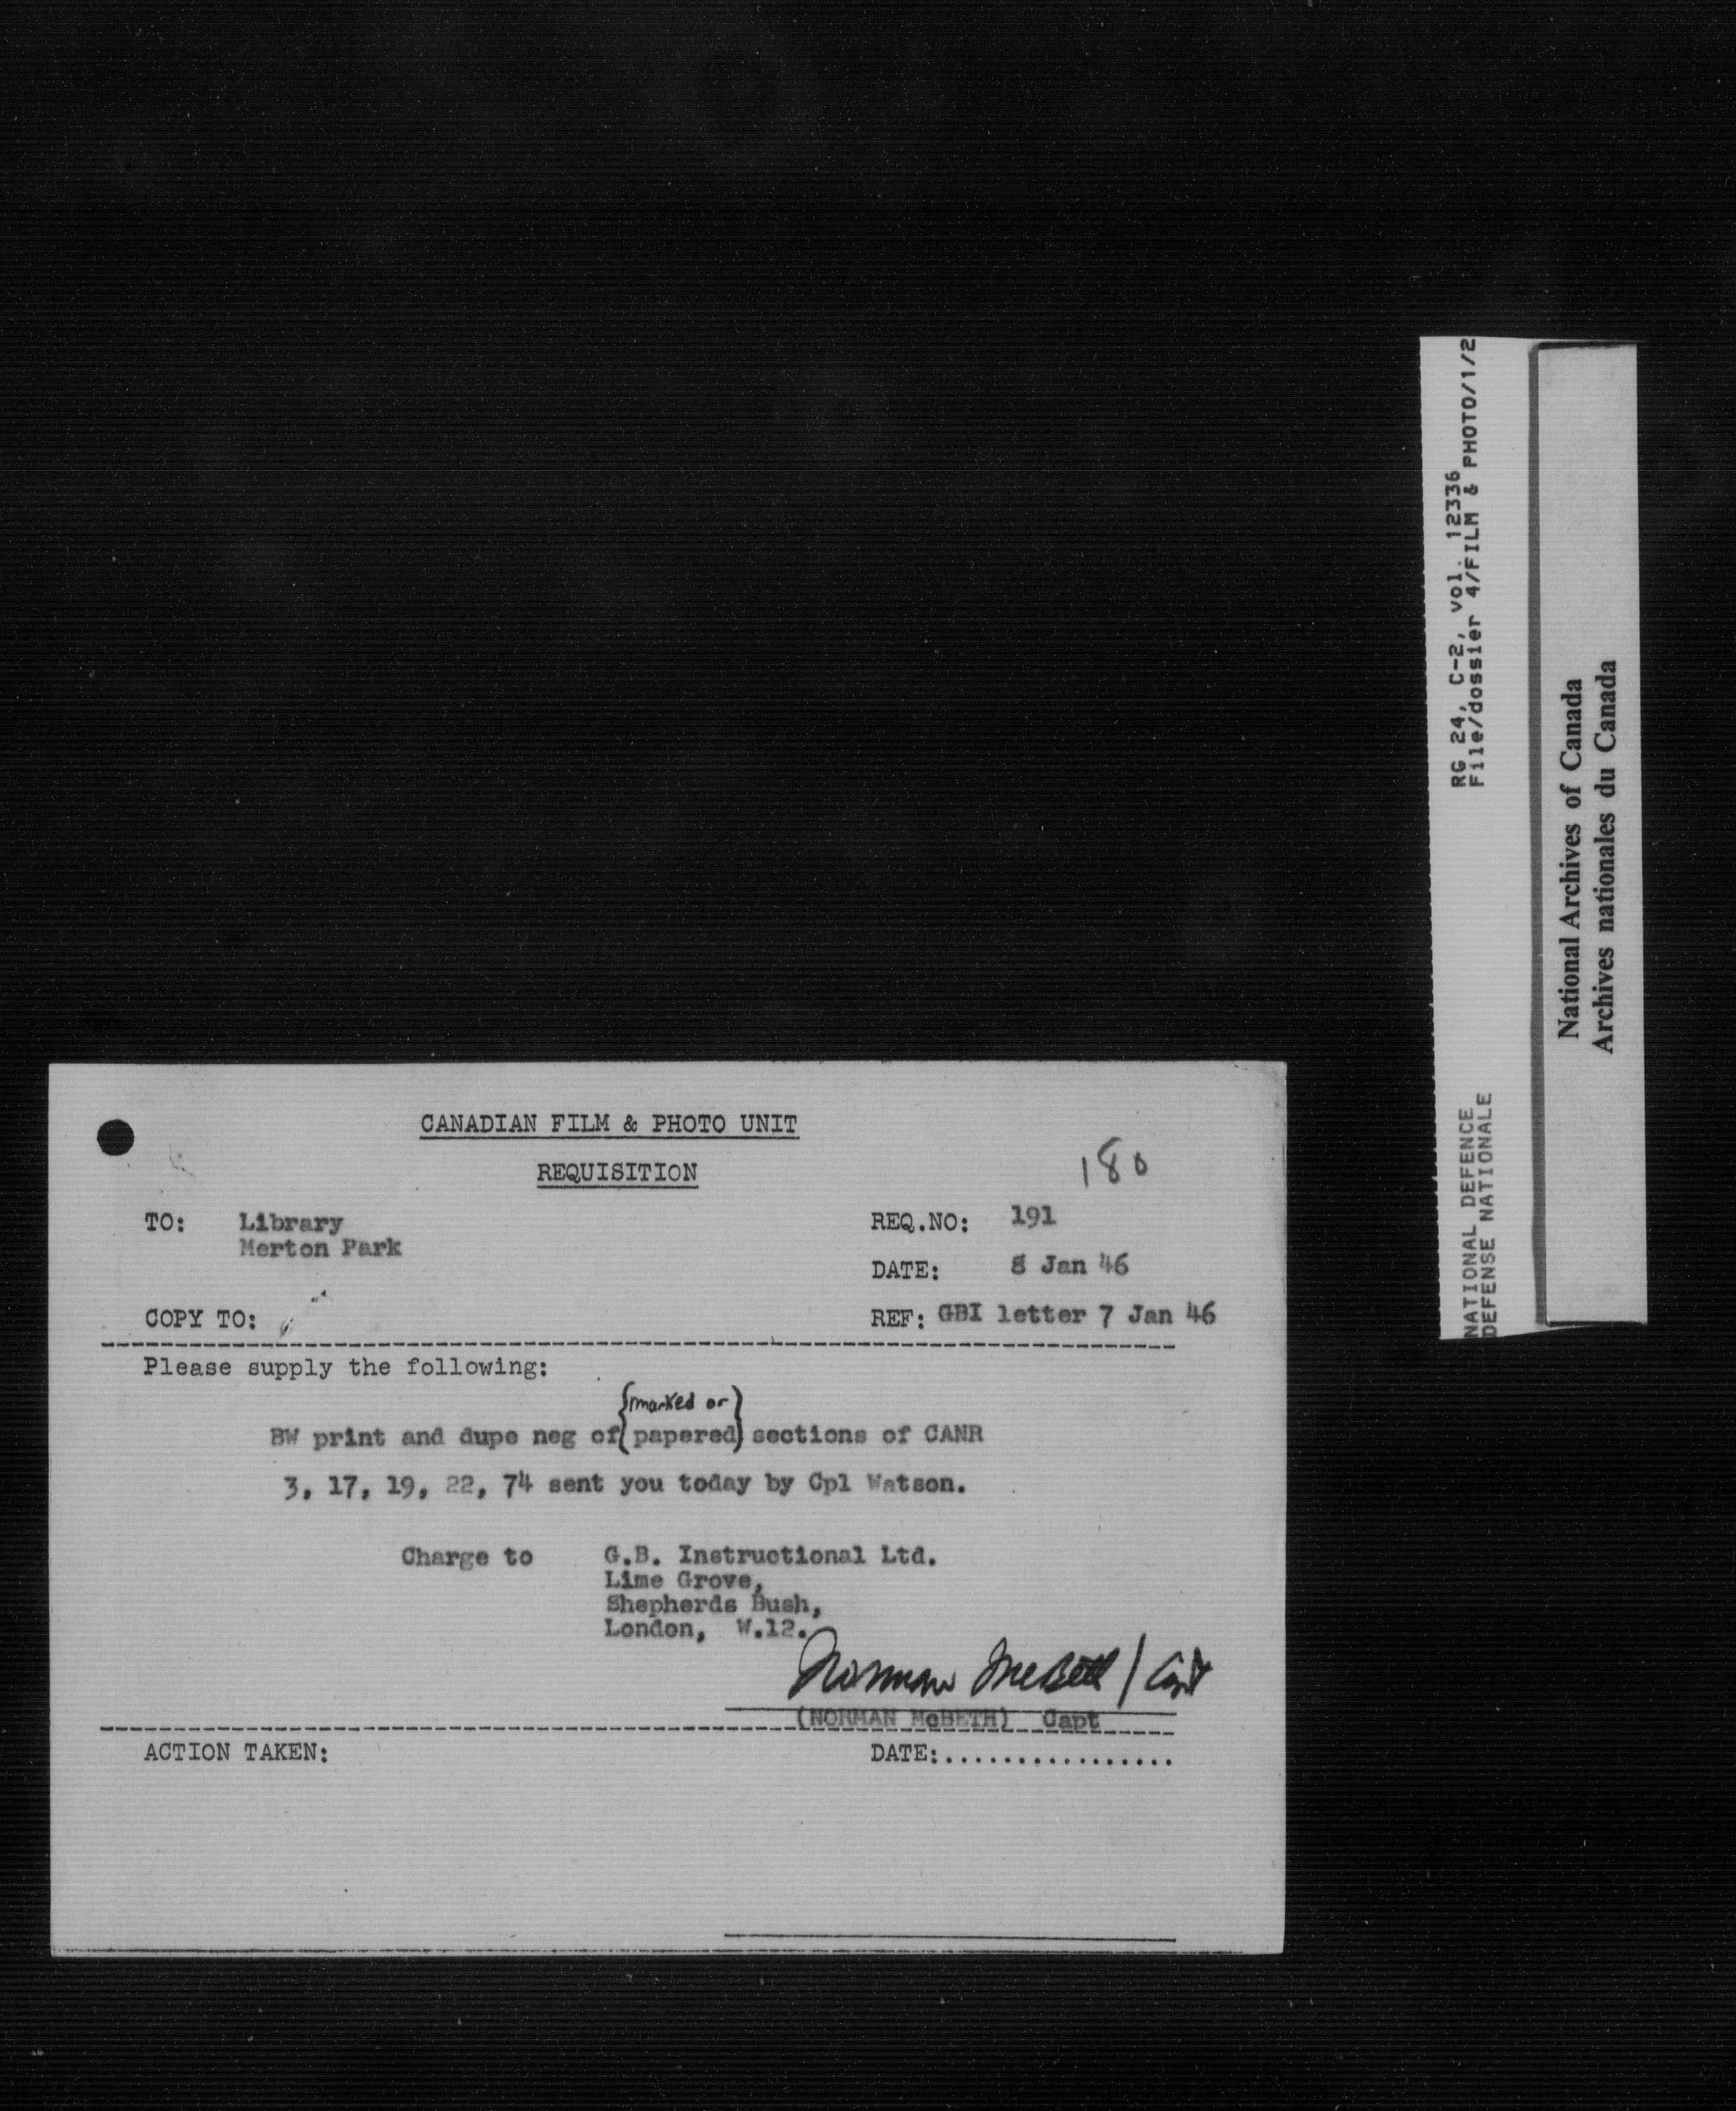 CANADIAN FILM & PHOTO UNIT
REQUISITION
180
TO: Library
Merton Park
REQ.NO: 191
DATE: 8 Jan 46
COPY TO:
REF: GBI letter 7 Jan 46
Please supply the following:
{marked or}
BW print and dupe neg of (papered) sections of CANR
3, 17, 19, 22, 74 sent you today by Cpl Watson.
Charge to G.B. Instructional Ltd.
Lime Grove,
Shepherds Bush,
London, W.12.
Norman McBeth / Capt
(NORMAN McBETH) Capt
ACTION TAKEN: DATE:................
NATIONAL DEFENCE RG 24, C-2, vol. 12336
DEFENSE NATIONALE File/dossier 4/FILM & PHOTO/1/2
National Archives of Canada
Archives nationales du Canada